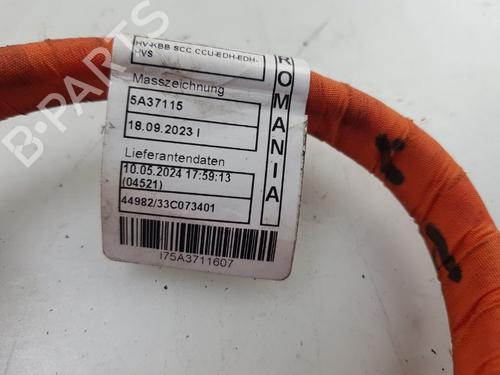 HV-KBB SCC CCU-EDH-EDH-
HVS
Masszeichnung
5A37115
18.09.2023 I
Lieferantendaten
10.05.2024 17:59:13
(04521)
44982/33C073401
I75A3711607
ROMANIA
B-PARTS